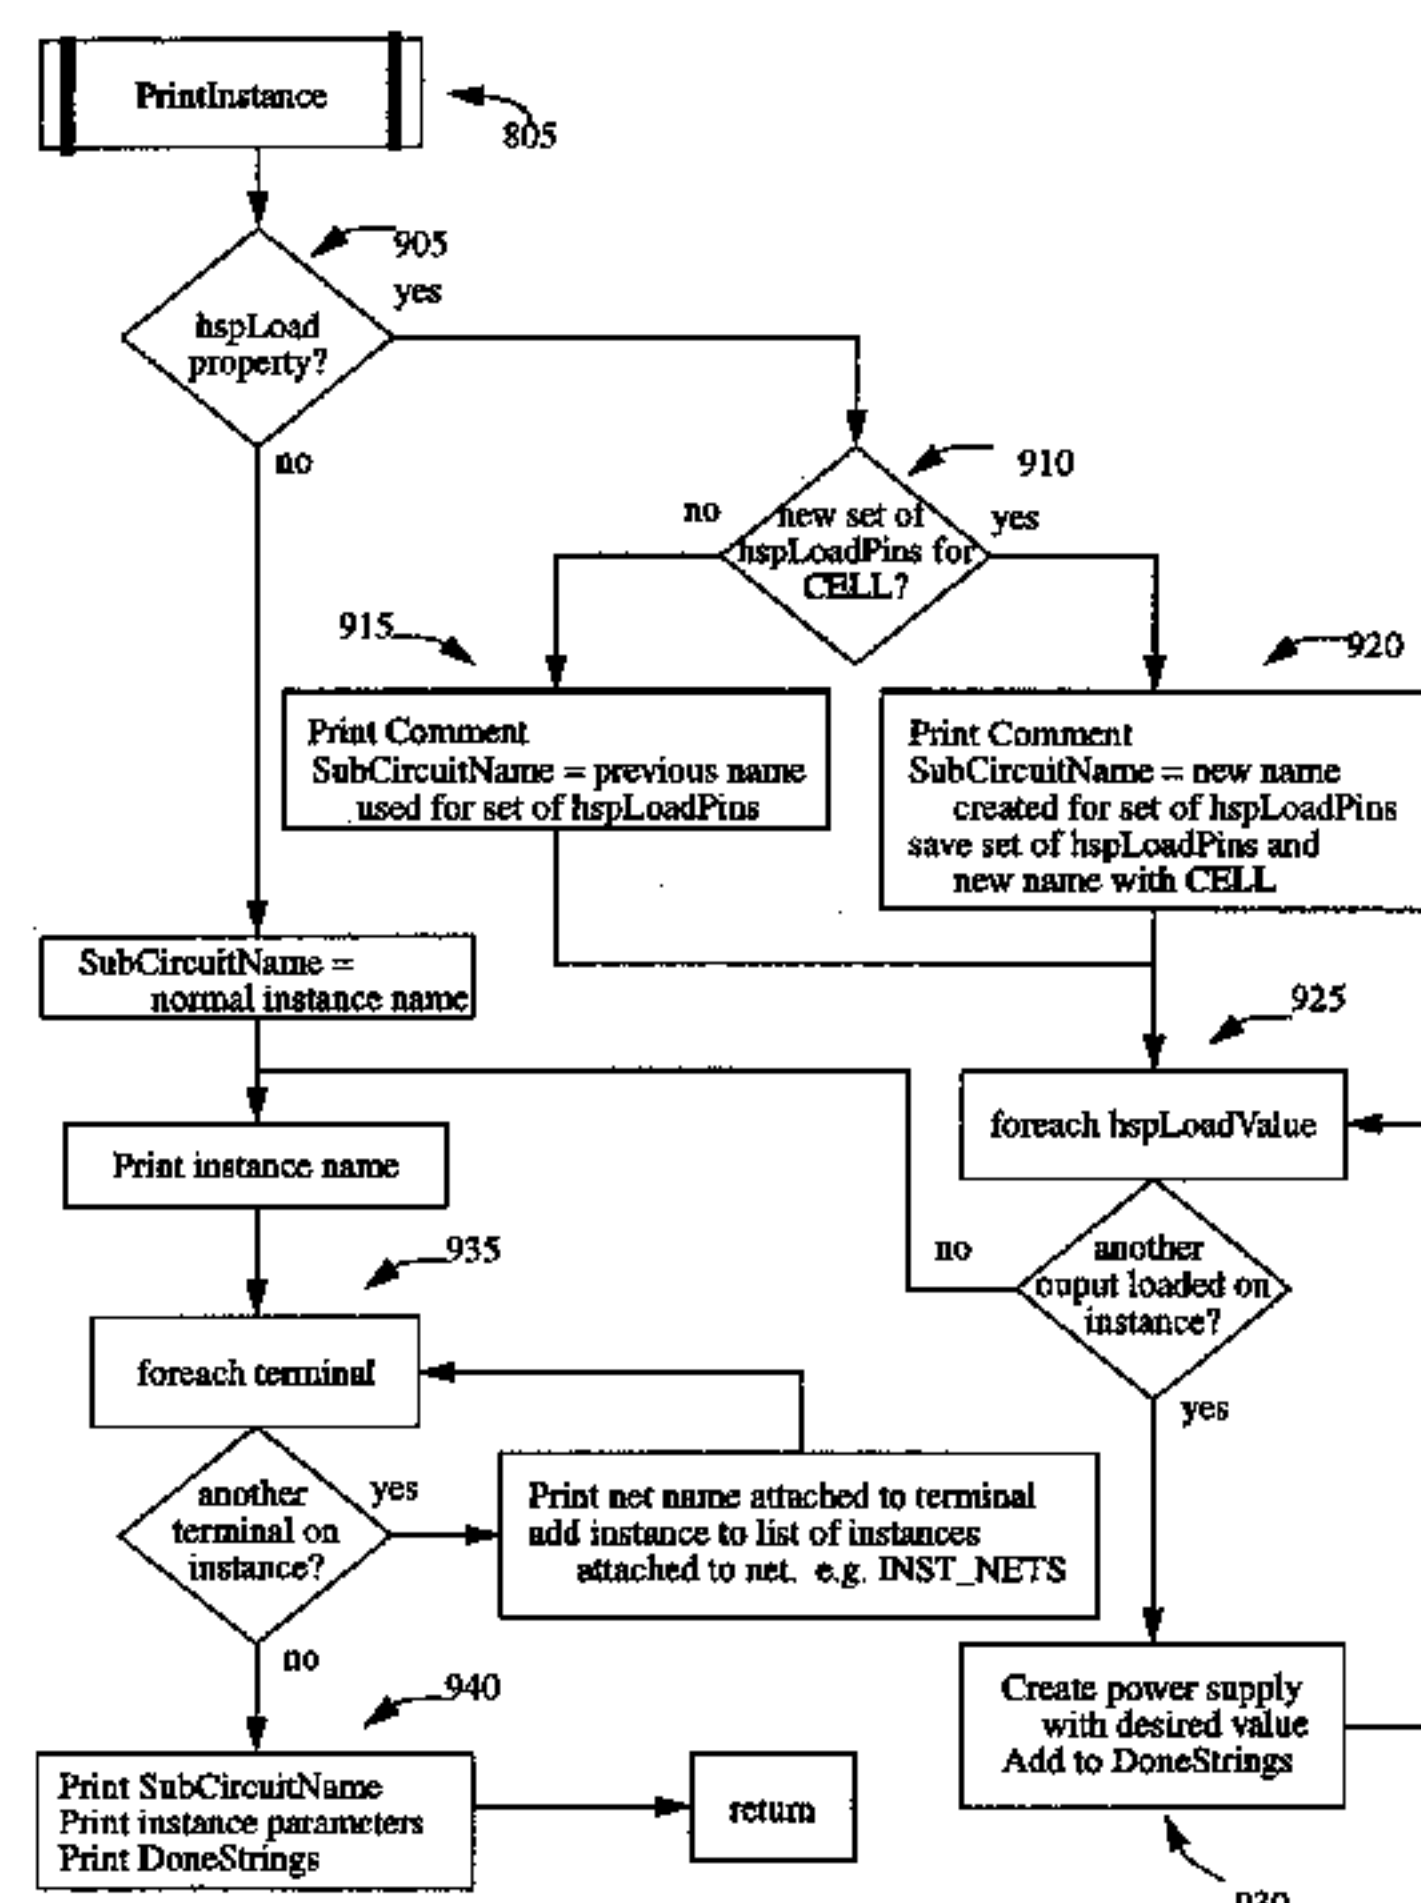 PrintInstance
805
905
yes
hspLoad
property?
no
910
no
new set of
hspLoadPins for
CELL?
yes
915
920
Print Comment
SubCircuitName = previous name
used for set of hspLoadPins
Print Comment
SubCircuitName = new name
created for set of hspLoadPins
save set of hspLoadPins and
new name with CELL
SubCircuitName =
normal instance name
925
foreach hspLoadValue
Print instance name
935
no
another
ouput loaded on
instance?
yes
foreach terminal
another
terminal on
instance?
yes
Print net name attached to terminal
add instance to list of instances
attached to net. e.g. INST_NETS
no
940
Create power supply
with desired value
Add to DoneStrings
Print SubCircuitName
Print instance parameters
Print DoneStrings
return
930